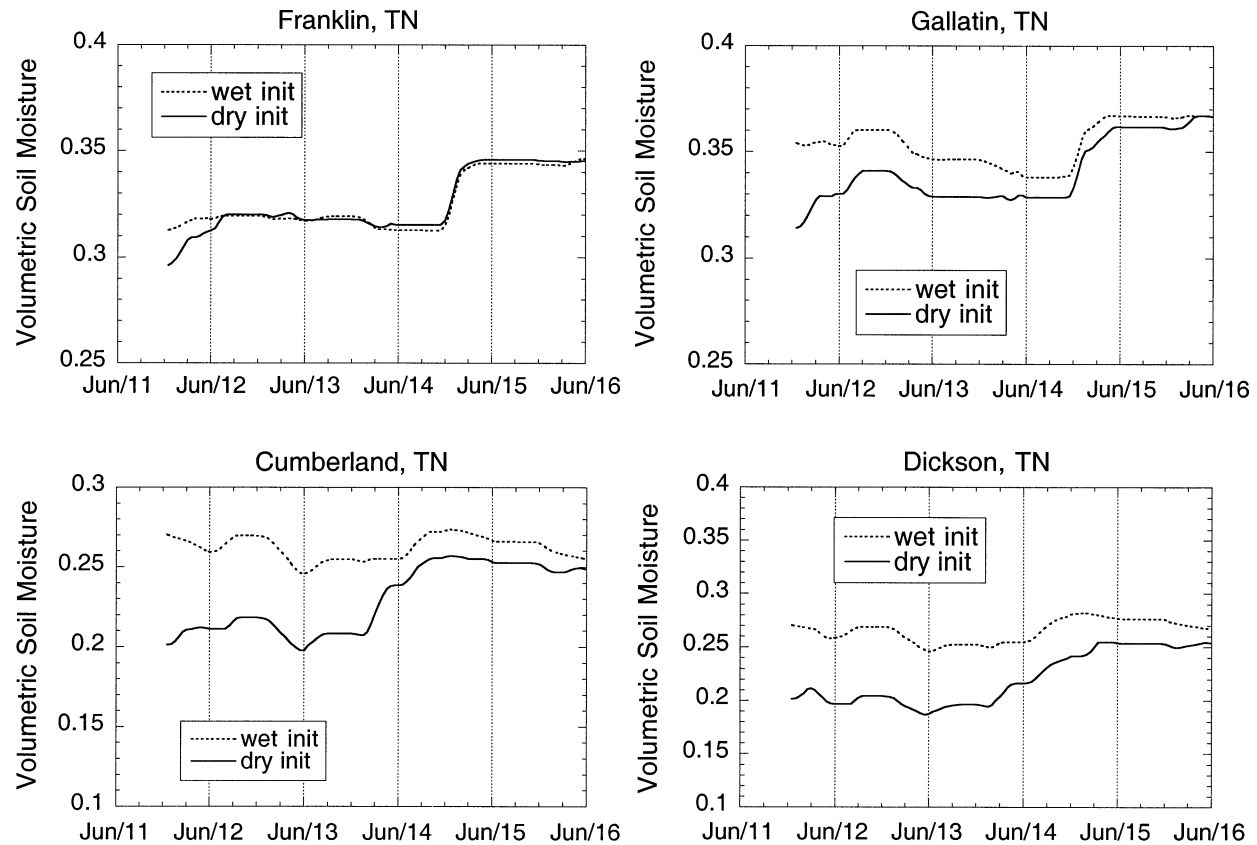 Franklin, TN
Volumetric Soil Moisture
0.4
0.35
0.3
0.25
wet init
dry init
Jun/11 Jun/12 Jun/13 Jun/14 Jun/15 Jun/16
Gallatin, TN
Volumetric Soil Moisture
0.4
0.35
0.3
0.25
wet init
dry init
Jun/11 Jun/12 Jun/13 Jun/14 Jun/15 Jun/16
Cumberland, TN
Volumetric Soil Moisture
0.3
0.25
0.2
0.15
0.1
wet init
dry init
Jun/11 Jun/12 Jun/13 Jun/14 Jun/15 Jun/16
Dickson, TN
Volumetric Soil Moisture
0.4
0.35
0.3
0.25
0.2
0.15
0.1
wet init
dry init
Jun/11 Jun/12 Jun/13 Jun/14 Jun/15 Jun/16